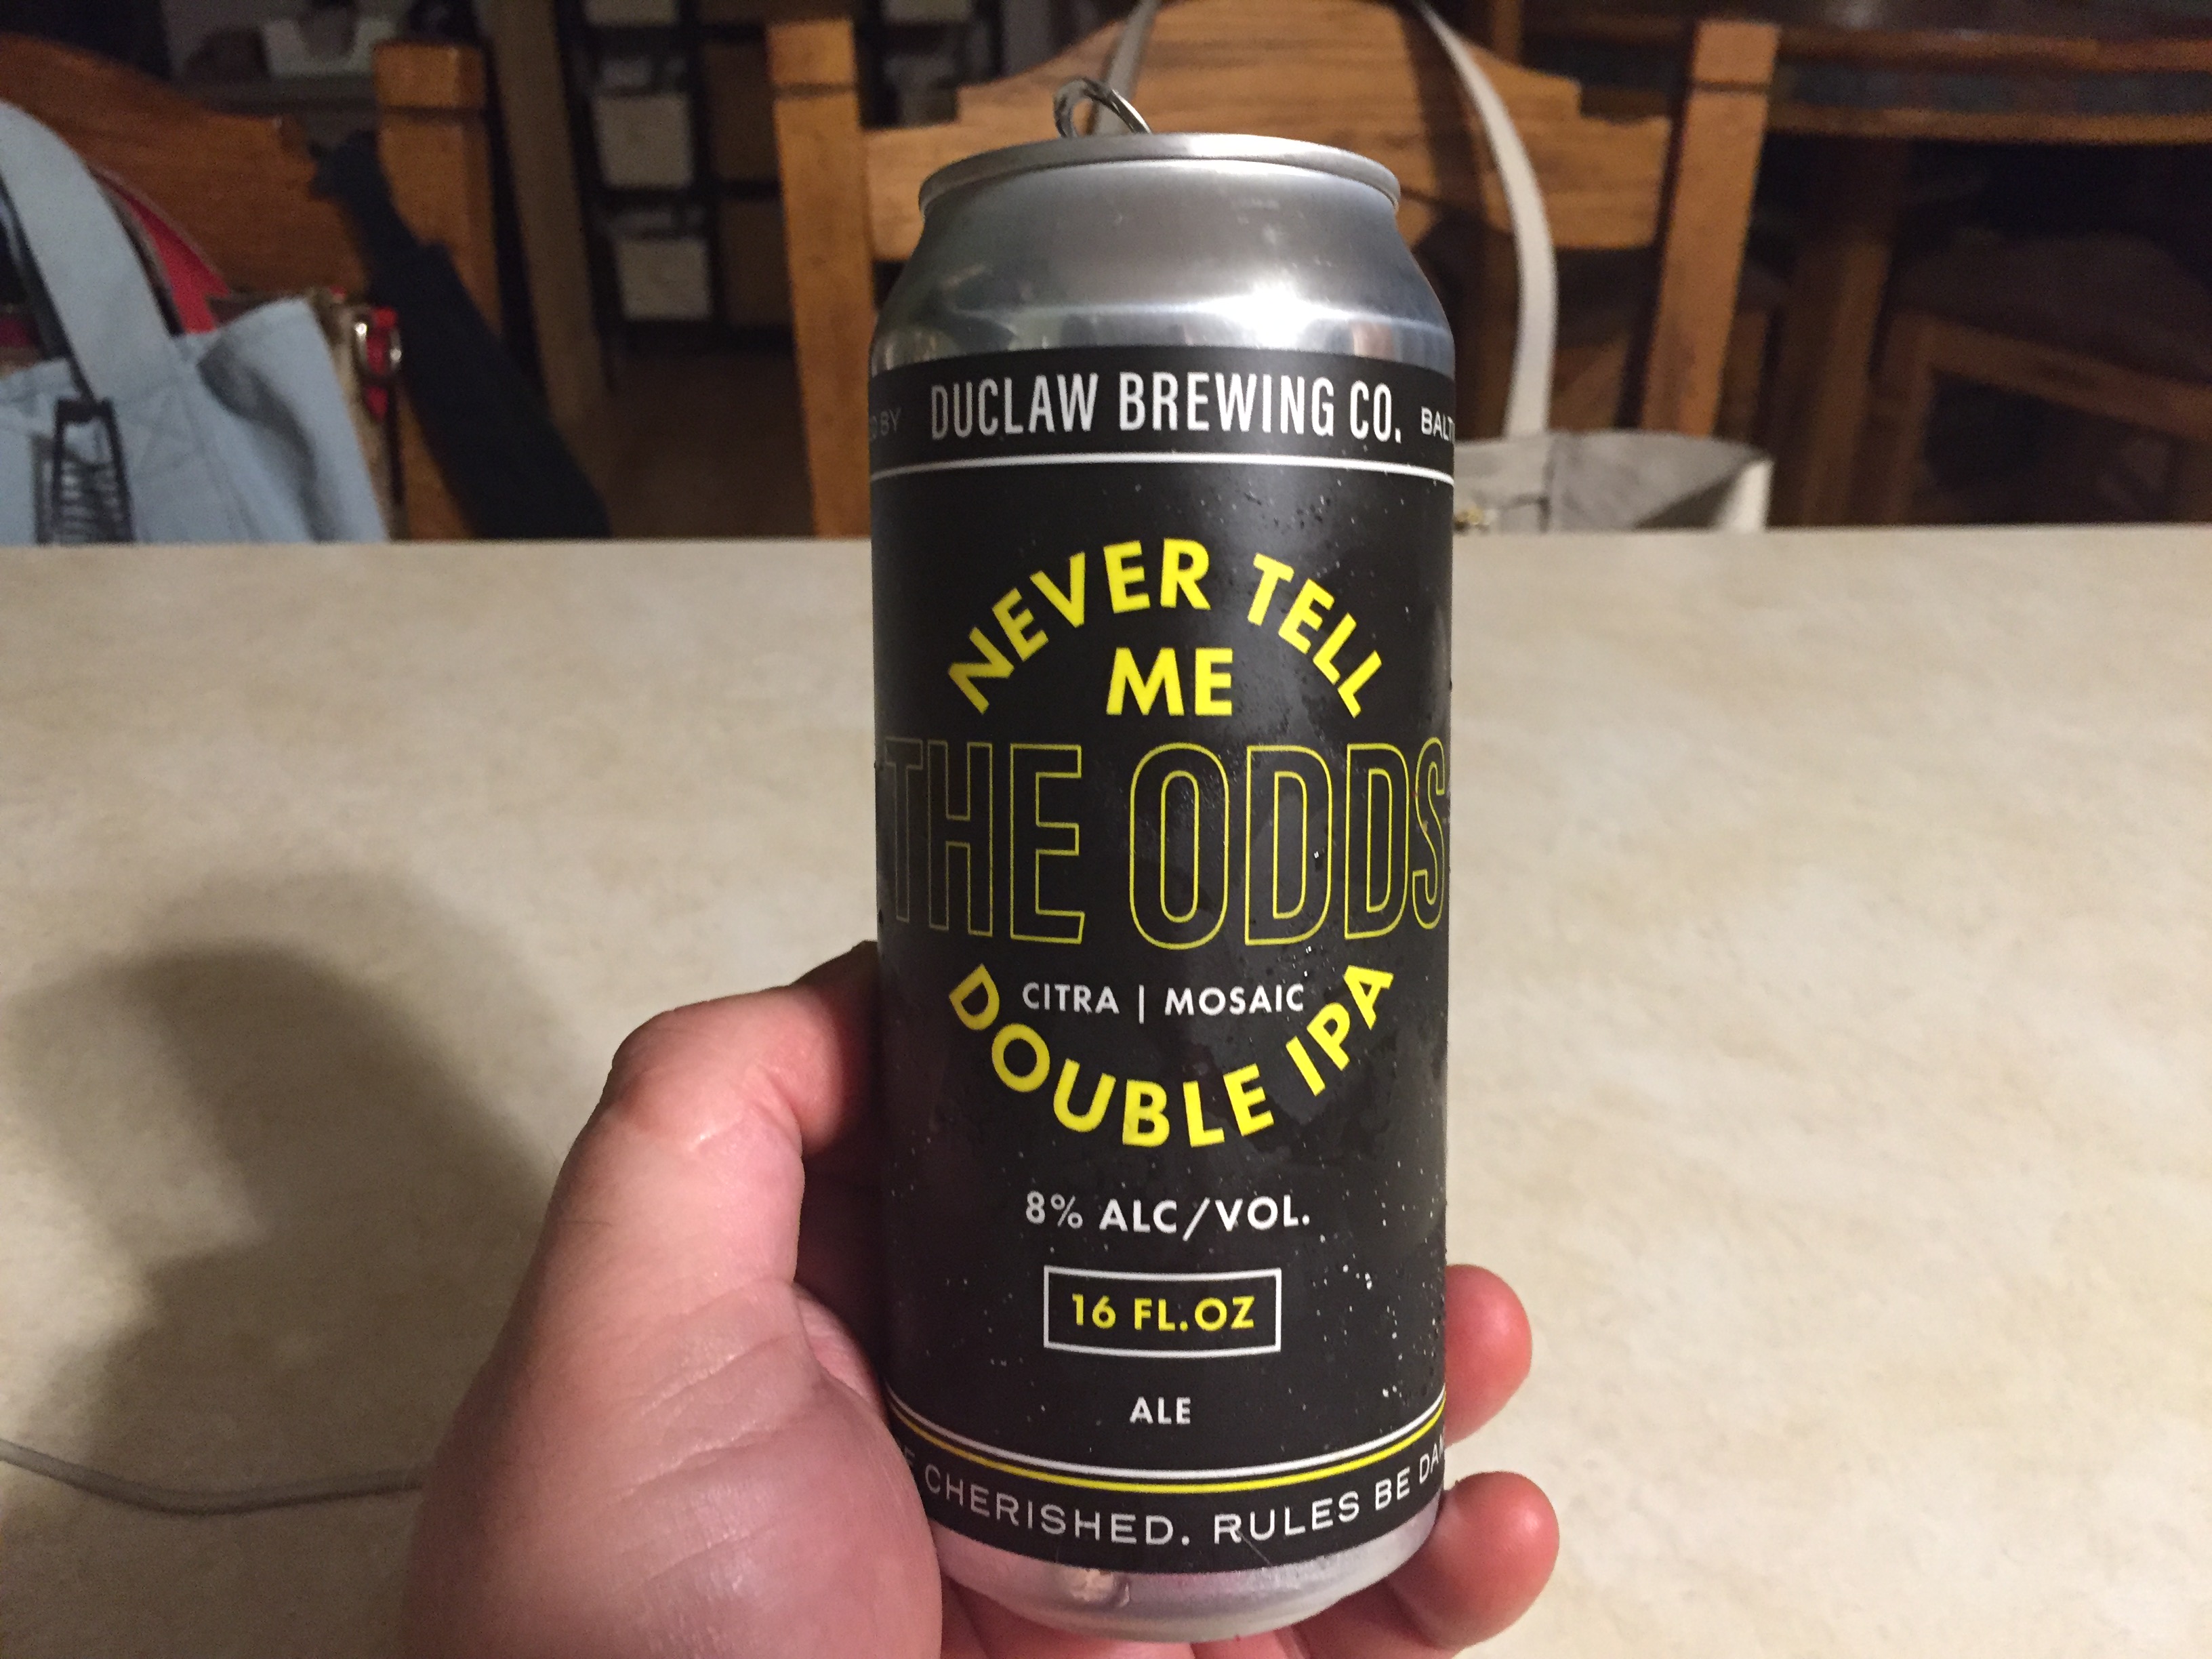 BY DUCLAW BREWING CO.
NEVER TELL
ME
THE ODDS
CITRA | MOSAIC
DOUBLE IPA
8% ALC/VOL.
16 FL.OZ
ALE
CHERISHED. RULES BE